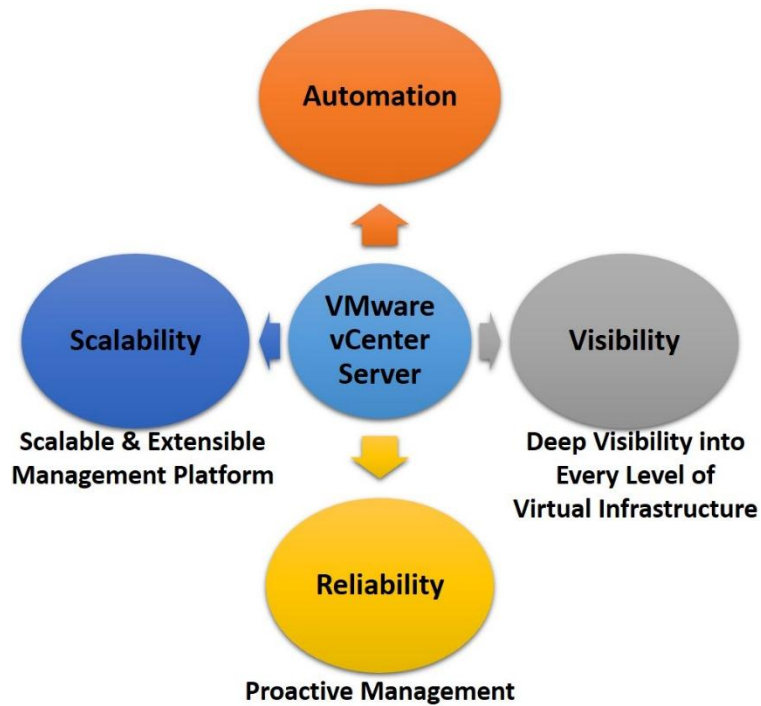 Automation
VMware
vCenter
Server
Scalability
Visibility
Scalable & Extensible
Management Platform
Deep Visibility into
Every Level of
Virtual Infrastructure
Reliability
Proactive Management